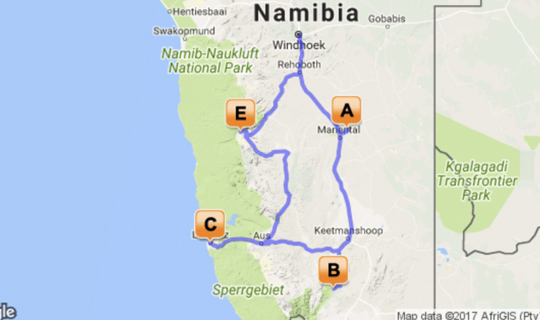 Hentiesbaai
Namibia
Gobabis
Swakopmund
Windhoek
Namib-Naukluft
National Park
Rehoboth
E
A
Mariental
Kgalagadi
Transfrontier
Park
C
Aus
Keetmanshoop
B
Sperrgebiet
Map data ©2017 AfriGIS (Pty